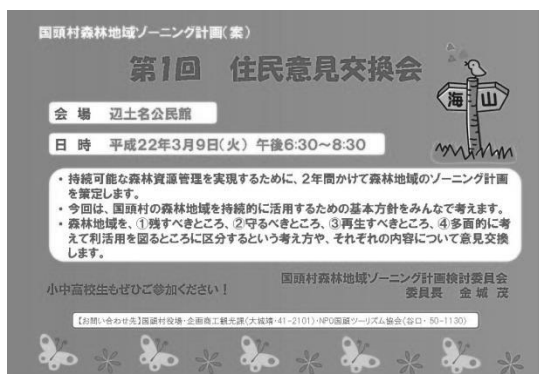 国頭村森林地域ゾーニング計画(案)
第1回 住民意見交換会
海 山
会 場 辺土名公民館
日 時 平成22年3月9日(火) 午後6:30～8:30
・持続可能な森林資源管理を実現するために、2年間かけて森林地域のゾーニング計画
を策定します。
・今回は、国頭村の森林地域を持続的に活用するための基本方針をみんなで考えます。
・森林地域を、①残すべきところ、②守るべきところ、③再生すべきところ、④多面的に考
えて利活用を図るところに区分するという考え方や、それぞれの内容について意見交換
します。
小中高校生もぜひご参加ください！
国頭村森林地域ゾーニング計画検討委員会
委員長 金城 茂
【お問い合わせ先】国頭村役場・企画商工観光課(大城靖・41-2101)・NPO国頭ツーリズム協会(谷口・50-1130)